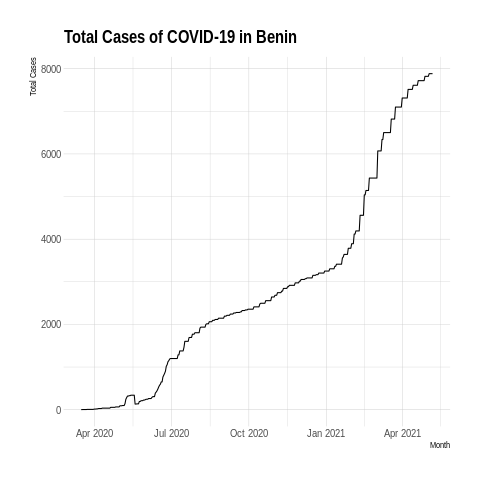 Total Cases of COVID-19 in Benin
Total Cases
8000
6000
4000
2000
0
Apr 2020 Jul 2020 Oct 2020 Jan 2021 Apr 2021
Month